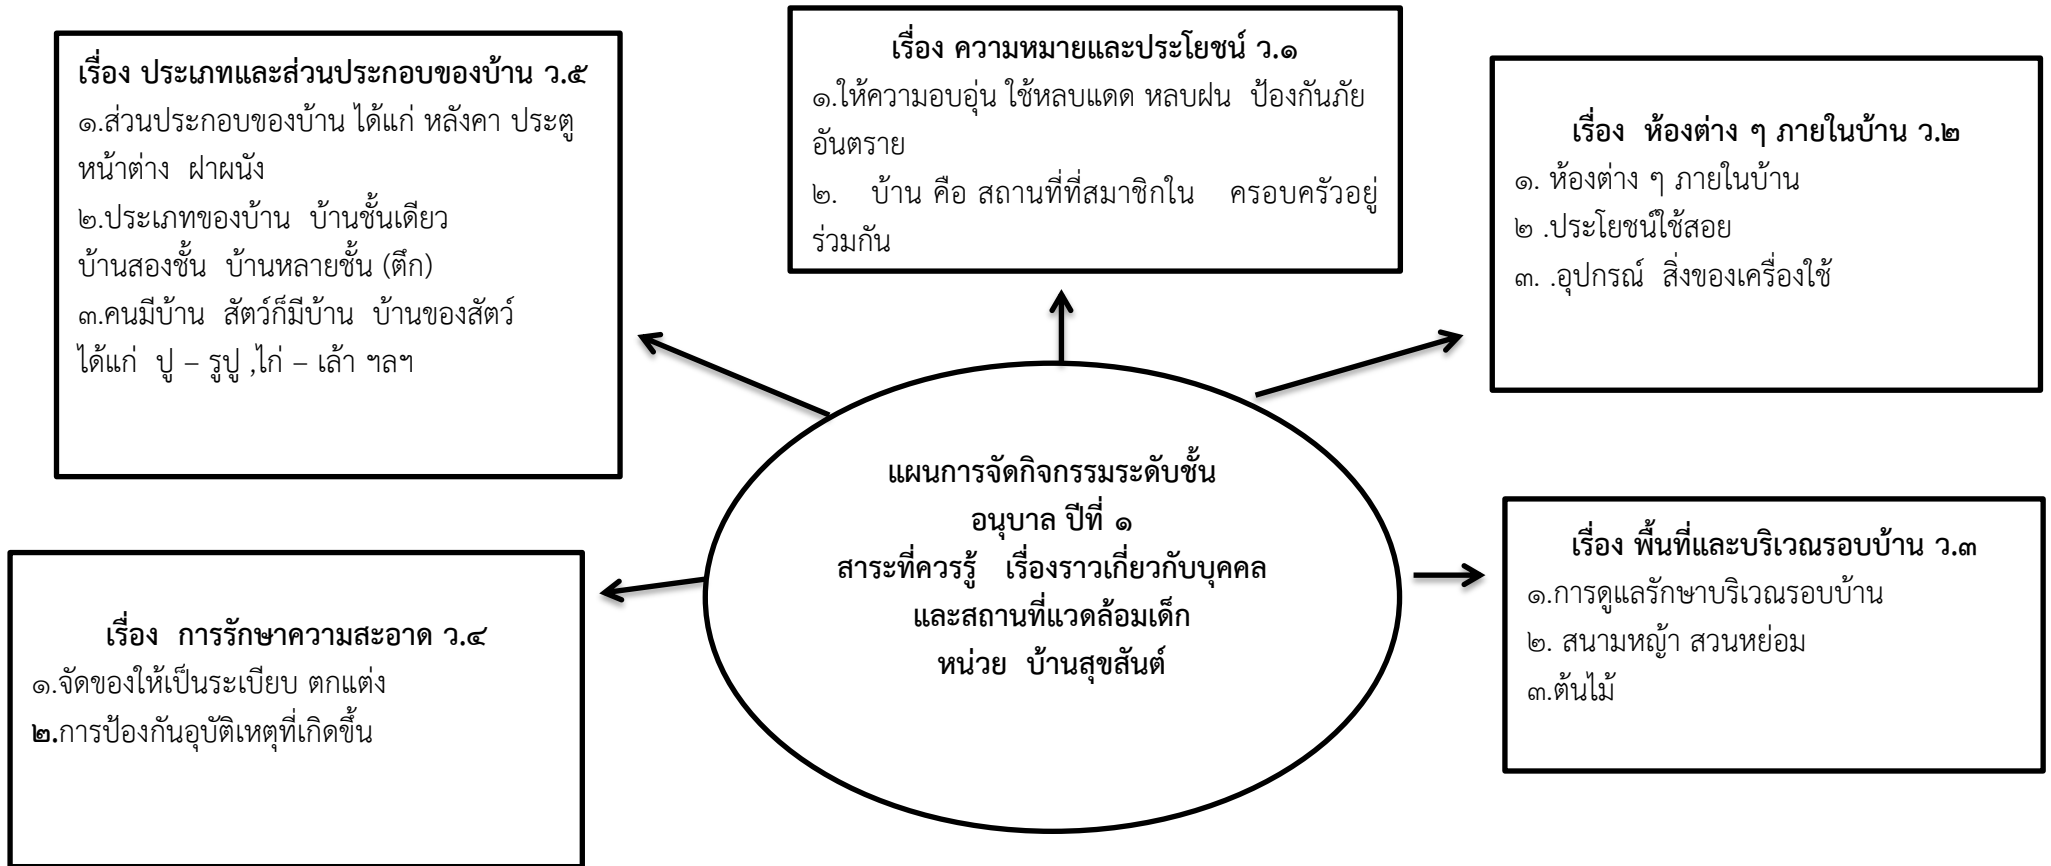 เรื่อง ประเภทและส่วนประกอบของบ้าน ว.๕
๑.ส่วนประกอบของบ้าน ได้แก่ หลังคา ประตู
หน้าต่าง ฝาผนัง
๒.ประเภทของบ้าน บ้านชั้นเดียว
บ้านสองชั้น บ้านหลายชั้น (ตึก)
๓.คนมีบ้าน สัตว์ก็มีบ้าน บ้านของสัตว์
ได้แก่ ปู – รูปู ,ไก่ – เล้า ฯลฯ
เรื่อง ความหมายและประโยชน์ ว.๑
๑.ให้ความอบอุ่น ใช้หลบแดด หลบฝน ป้องกันภัย
อันตราย
๒. บ้าน คือ สถานที่ที่สมาชิกใน ครอบครัวอยู่
ร่วมกัน
เรื่อง ห้องต่าง ๆ ภายในบ้าน ว.๒
๑. ห้องต่าง ๆ ภายในบ้าน
๒ .ประโยชน์ใช้สอย
๓. .อุปกรณ์ สิ่งของเครื่องใช้
แผนการจัดกิจกรรมระดับชั้น
อนุบาล ปีที่ ๑
สาระที่ควรรู้ เรื่องราวเกี่ยวกับบุคคล
และสถานที่แวดล้อมเด็ก
หน่วย บ้านสุขสันต์
เรื่อง พื้นที่และบริเวณรอบบ้าน ว.๓
๑.การดูแลรักษาบริเวณรอบบ้าน
๒. สนามหญ้า สวนหย่อม
๓.ต้นไม้
เรื่อง การรักษาความสะอาด ว.๔
๑.จัดของให้เป็นระเบียบ ตกแต่ง
๒.การป้องกันอุบัติเหตุที่เกิดขึ้น